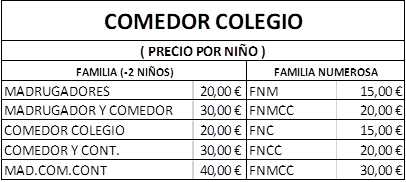 COMEDOR COLEGIO
( PRECIO POR NIÑO )
FAMILIA (-2 NIÑOS) FAMILIA NUMEROSA
MADRUGADORES 20,00 € FNM 15,00 €
MADRUGADOR Y COMEDOR 30,00 € FNMCC 20,00 €
COMEDOR COLEGIO 20,00 € FNC 15,00 €
COMEDOR Y CONT. 30,00 € FNCC 20,00 €
MAD.COM.CONT 40,00 € FNMCC 30,00 €